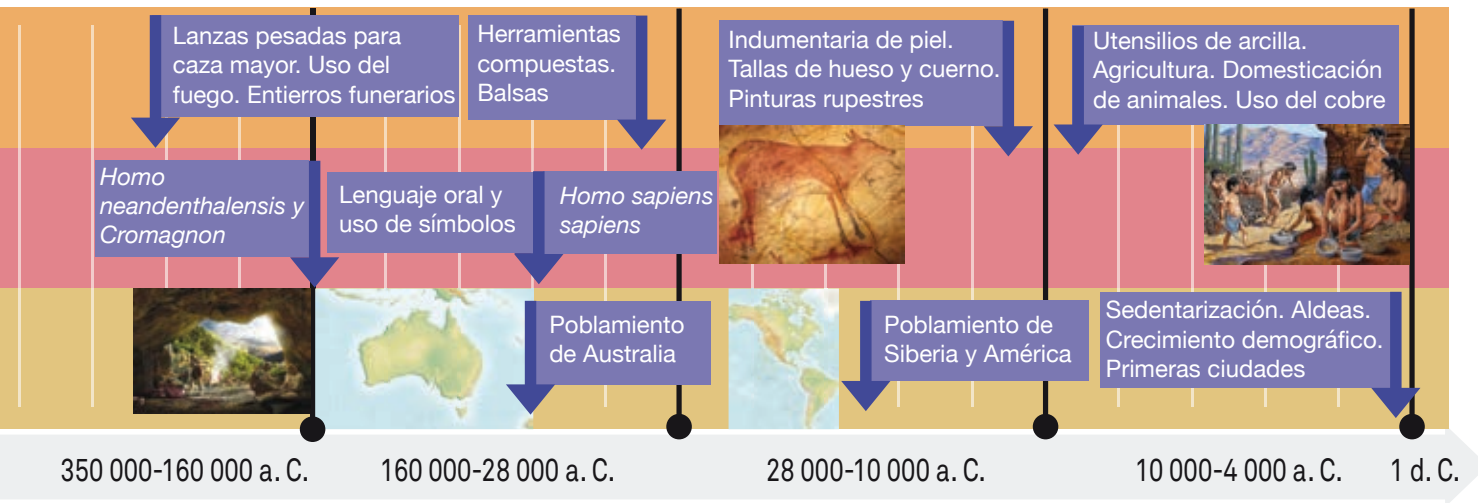 Lanzas pesadas para
caza mayor. Uso del
fuego. Entierros funerarios
Herramientas
compuestas.
Balsas
Indumentaria de piel.
Tallas de hueso y cuerno.
Pinturas rupestres
Utensilios de arcilla.
Agricultura. Domesticación
de animales. Uso del cobre
Homo
neandenthalensis y
Cromagnon
Lenguaje oral y
uso de símbolos
Homo sapiens
sapiens
Poblamiento
de Australia
Poblamiento de
Siberia y América
Sedentarización. Aldeas.
Crecimiento demográfico.
Primeras ciudades
350 000-160 000 a. C.
160 000-28 000 a. C.
28 000-10 000 a. C.
10 000-4 000 a. C.
1 d. C.